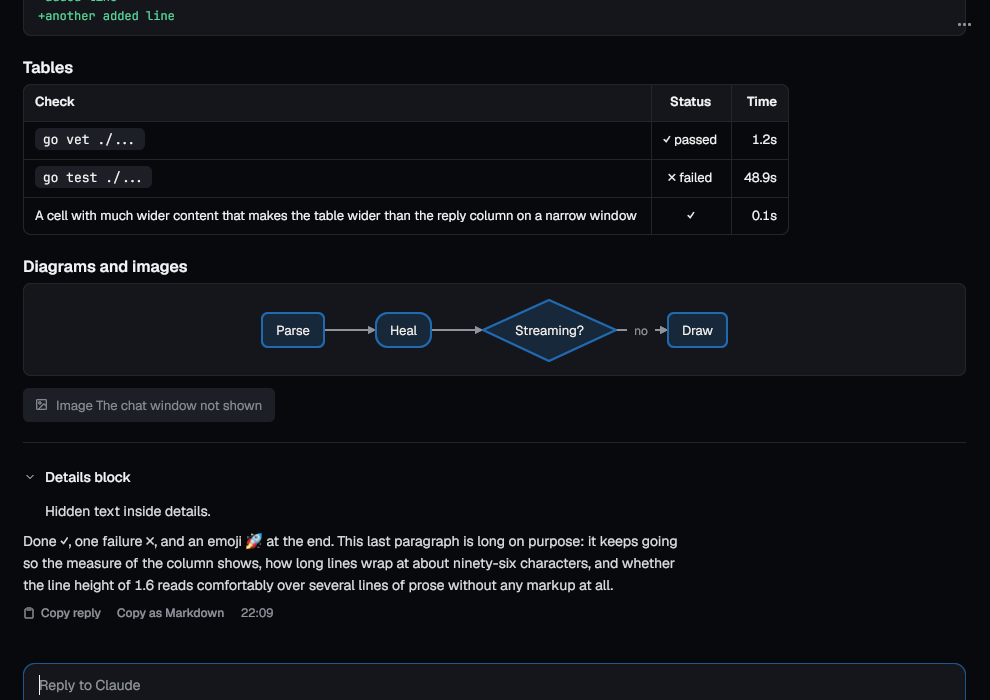 +added line
+another added line
Tables
Check Status Time
go vet ./... ✓ passed 1.2s
go test ./... ✕ failed 48.9s
A cell with much wider content that makes the table wider than the reply column on a narrow window ✓ 0.1s
Diagrams and images
Parse Heal Streaming? no Draw
Image The chat window not shown
Details block
Hidden text inside details.
Done ✓, one failure ✕, and an emoji 🚀 at the end. This last paragraph is long on purpose: it keeps going
so the measure of the column shows, how long lines wrap at about ninety-six characters, and whether
the line height of 1.6 reads comfortably over several lines of prose without any markup at all.
Copy reply Copy as Markdown 22:09
Reply to Claude